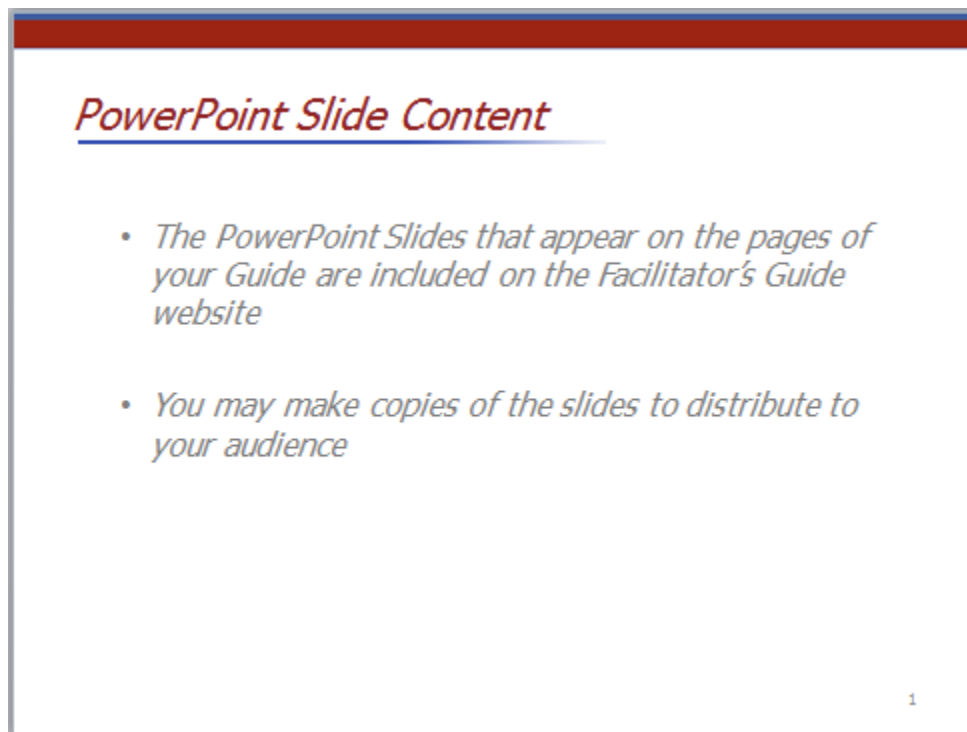 PowerPoint Slide Content
• The PowerPoint Slides that appear on the pages of
your Guide are included on the Facilitator’s Guide
website
• You may make copies of the slides to distribute to
your audience
1